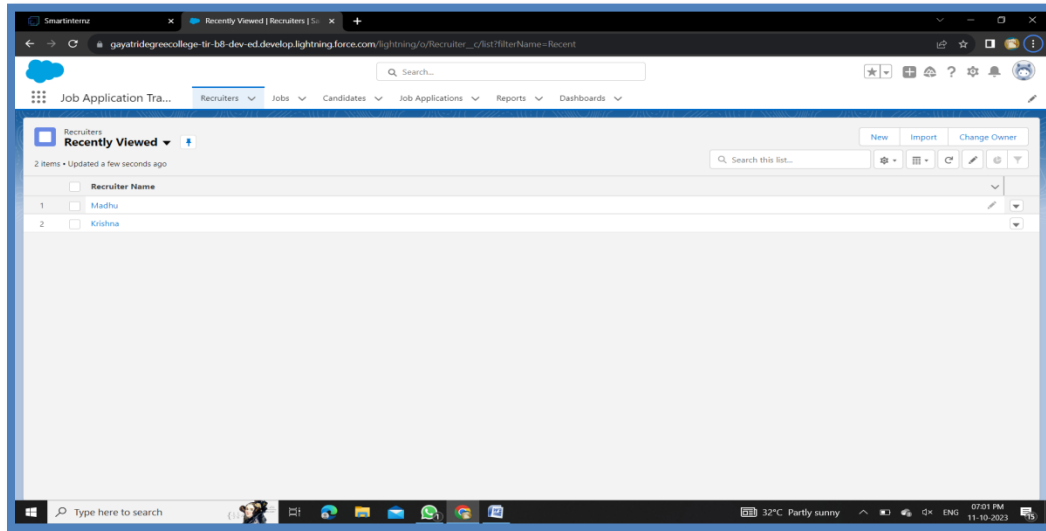 Smartinternz
Recently Viewed | Recruiters | Sa
gayatridegreecollege-tir-b8-dev-ed.develop.lightning.force.com/lightning/o/Recruiter__c/list?filterName=Recent
Search...
Job Application Tra... Recruiters Jobs Candidates Job Applications Reports Dashboards
Recruiters
Recently Viewed
New Import Change Owner
2 items • Updated a few seconds ago
Search this list...
Recruiter Name
1 Madhu
2 Krishna
Type here to search
32°C Partly sunny
ENG
07:01 PM
11-10-2023
15